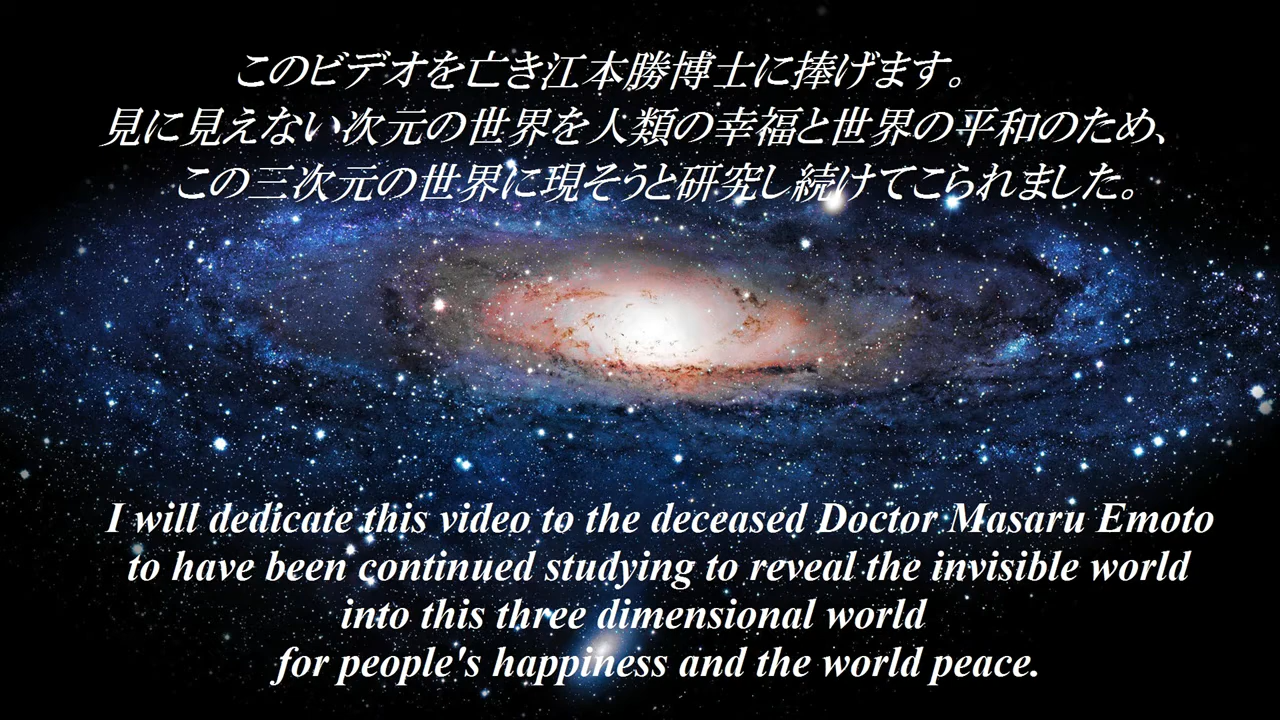 このビデオを亡き江本勝博士に捧げます。
見に見えない次元の世界を人類の幸福と世界の平和のため、
この三次元の世界に現そうと研究し続けてこられました。
I will dedicate this video to the deceased Doctor Masaru Emoto
to have been continued studying to reveal the invisible world
into this three dimensional world
for people's happiness and the world peace.